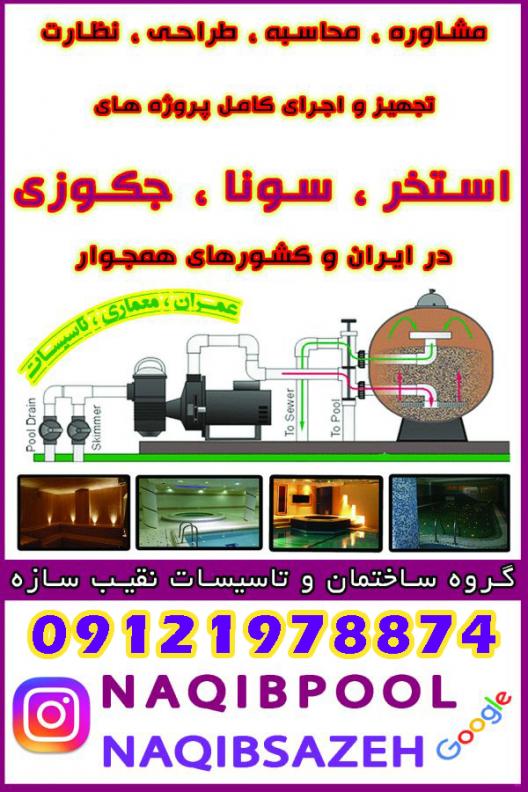 مشاوره ، محاسبه ، طراحی ، نظارت
تجهیز و اجرای کامل پروژه های
استخر ، سونا ، جکوزی
در ایران و کشورهای همجوار
عمران ، معماری ، تاسیسات
Pool Drain
Skimmer
To Sewer
To Pool
گروه ساختمان و تاسیسات نقیب سازه
09121978874
NAQIBPOOL
NAQIBSAZEH
Google